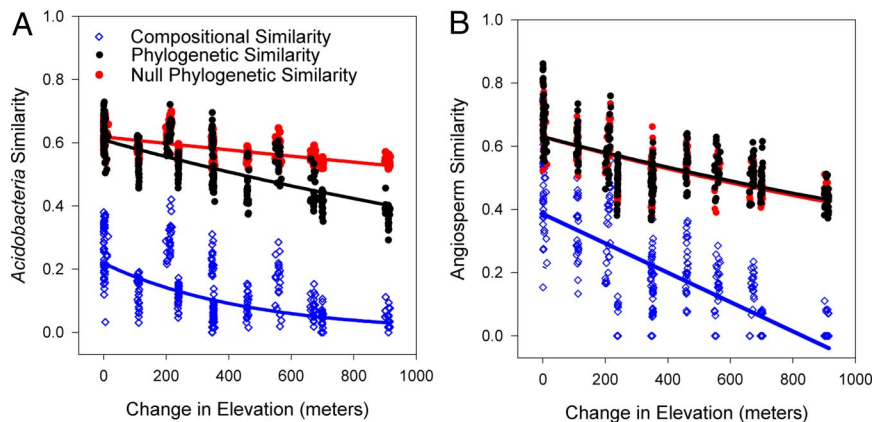 A
Compositional Similarity
Phylogenetic Similarity
Null Phylogenetic Similarity
1.0
0.8
0.6
0.4
0.2
0.0
Acidobacteria Similarity
0
200
400
600
800
1000
Change in Elevation (meters)
B
1.0
0.8
0.6
0.4
0.2
0.0
Angiosperm Similarity
0
200
400
600
800
1000
Change in Elevation (meters)